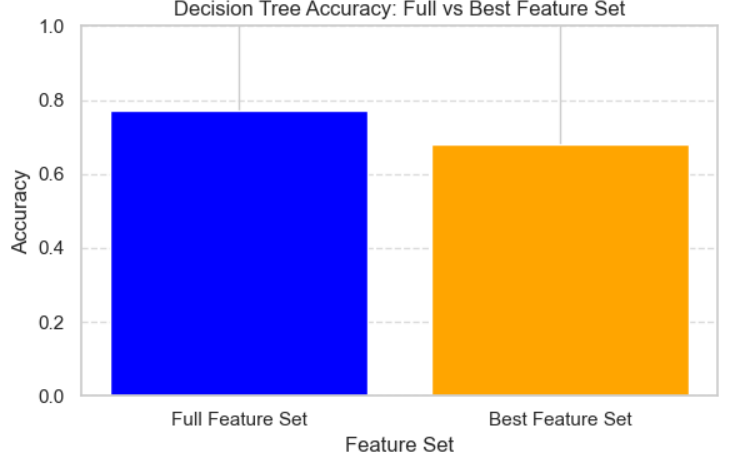 Decision Tree Accuracy: Full vs Best Feature Set
1.0
0.8
0.6
0.4
0.2
0.0
Accuracy
Full Feature Set
Best Feature Set
Feature Set